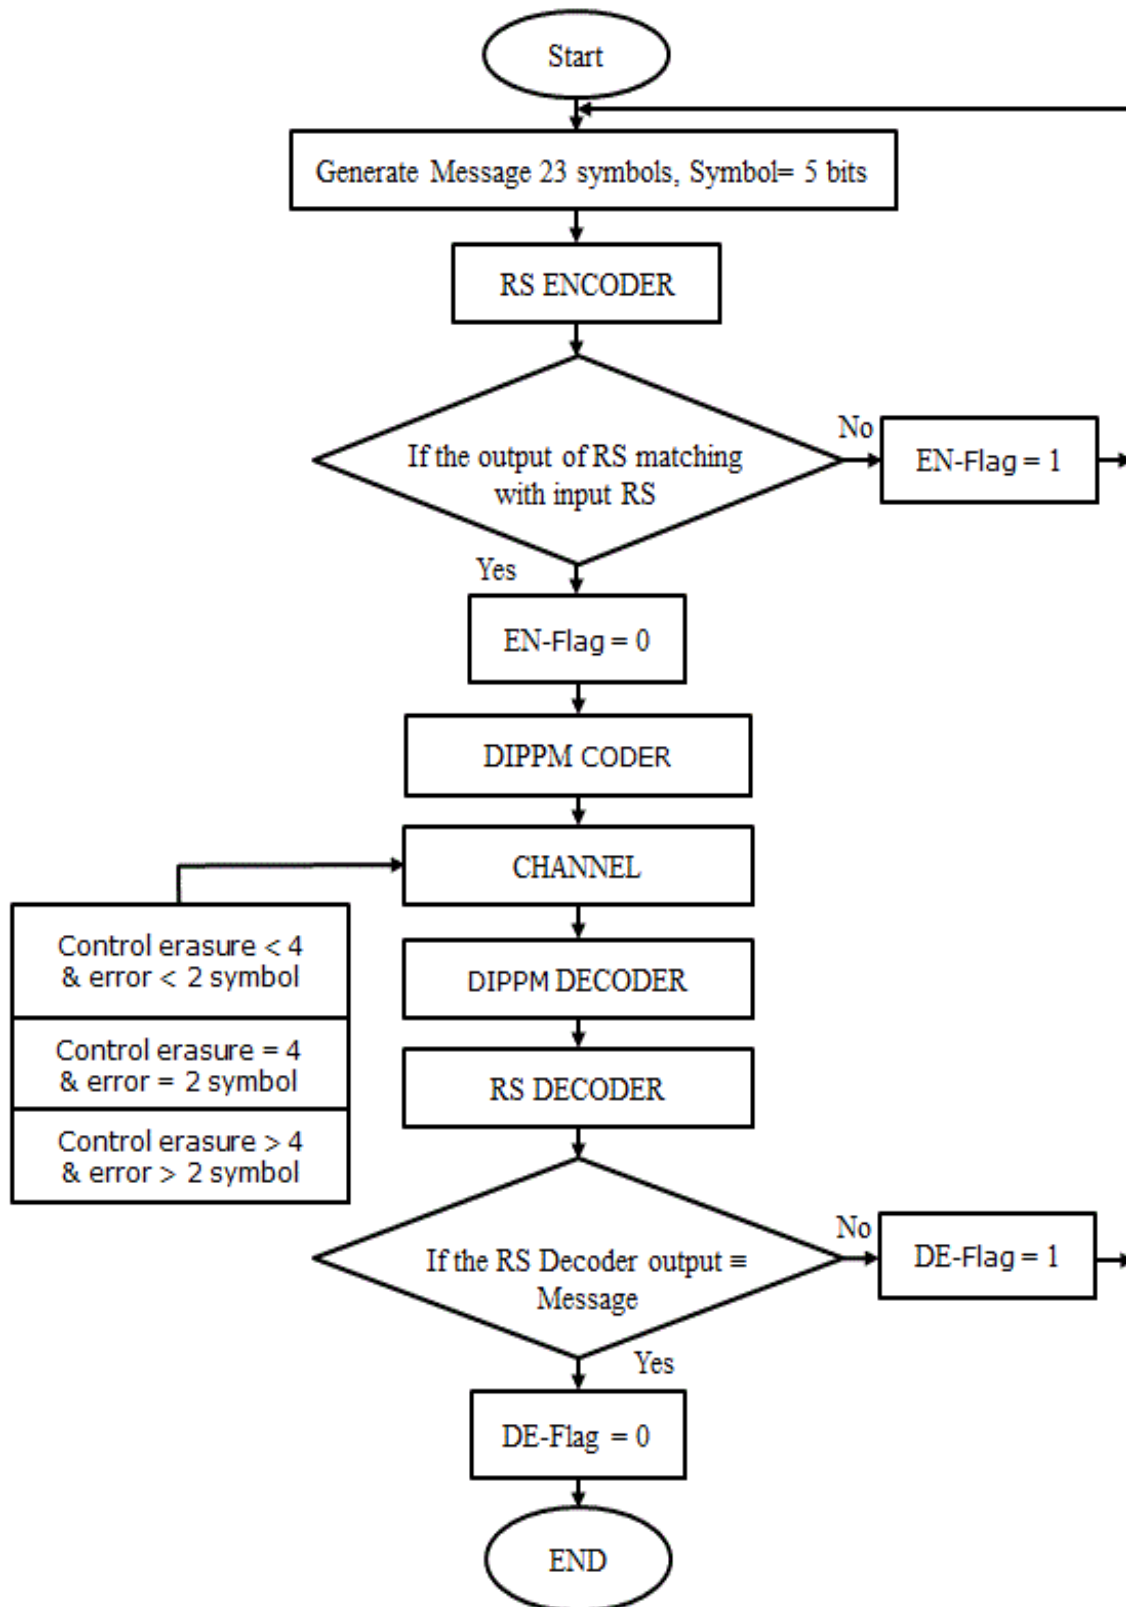 Start
Generate Message 23 symbols, Symbol= 5 bits
RS ENCODER
If the output of RS matching
with input RS
No
EN-Flag = 1
Yes
EN-Flag = 0
DIPPM CODER
CHANNEL
Control erasure < 4
& error < 2 symbol
Control erasure = 4
& error = 2 symbol
Control erasure > 4
& error > 2 symbol
DIPPM DECODER
RS DECODER
If the RS Decoder output ≡
Message
No
DE-Flag = 1
Yes
DE-Flag = 0
END